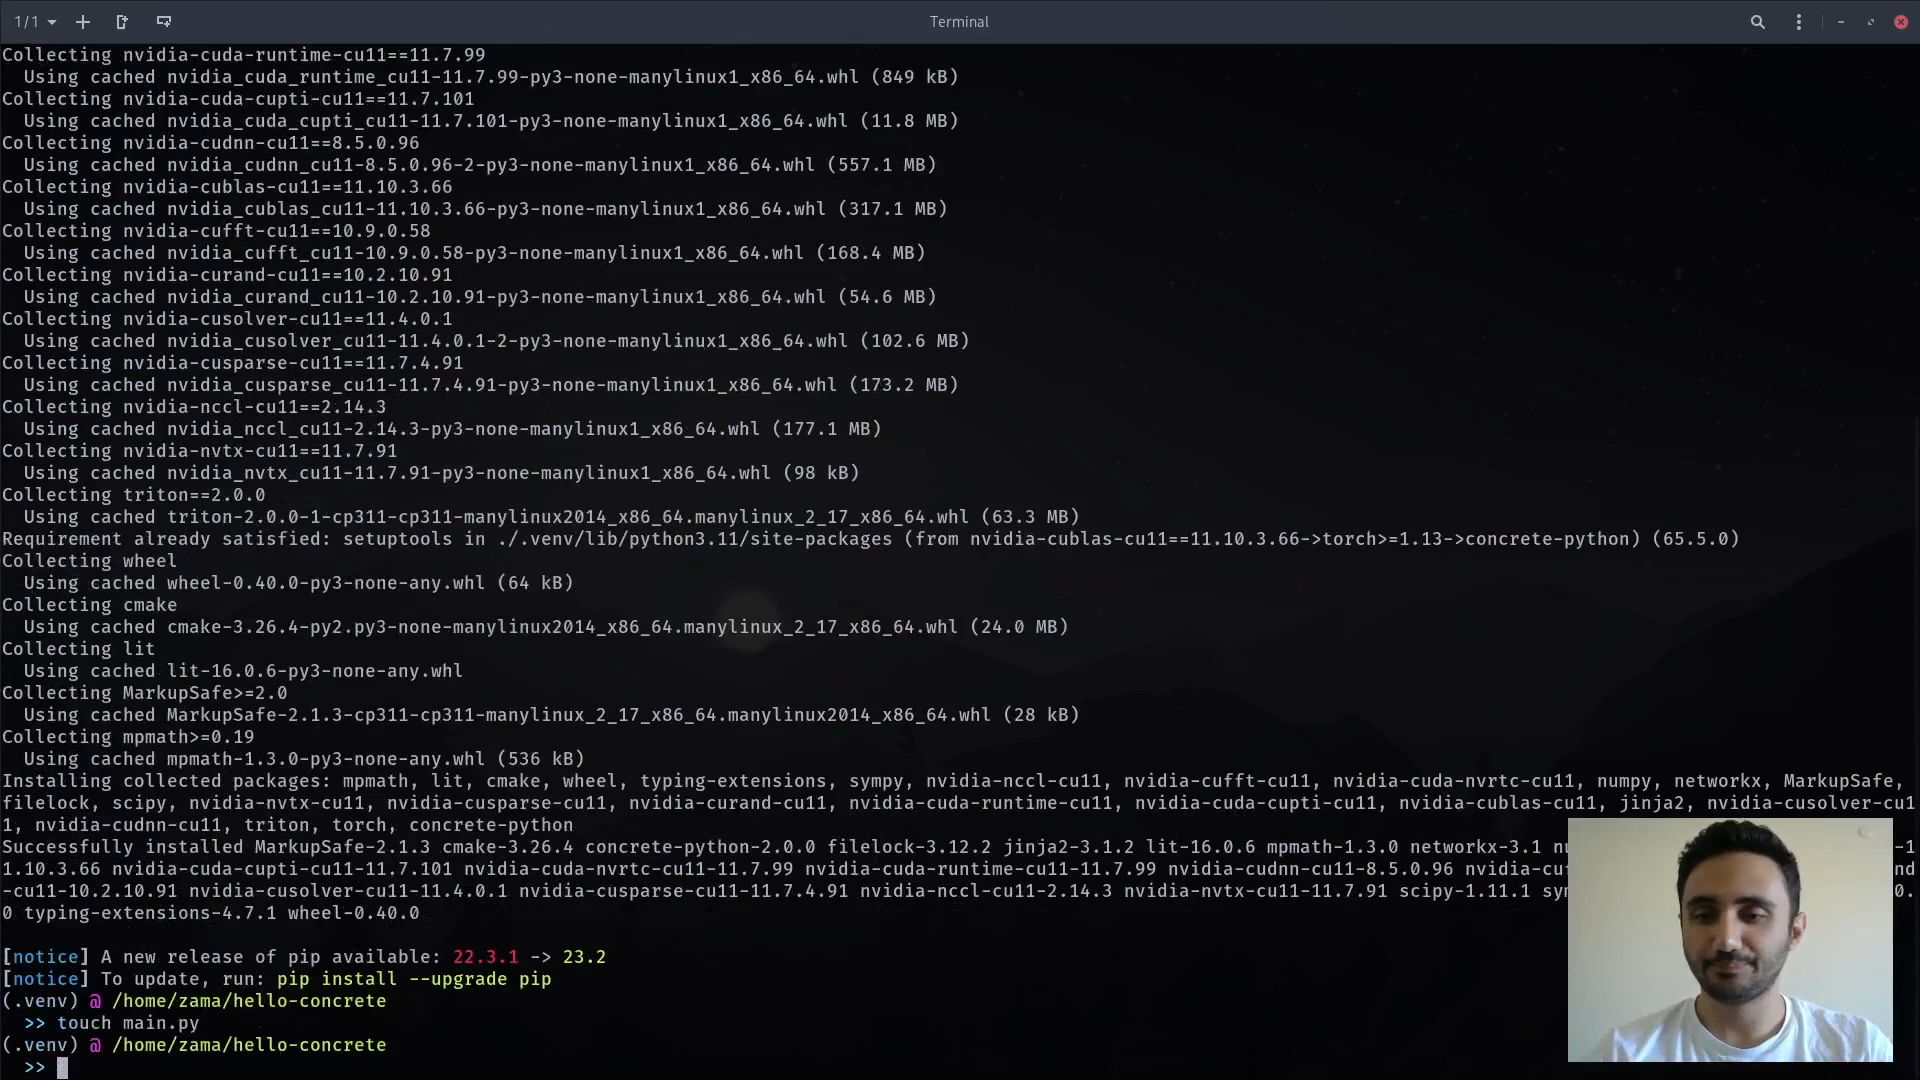 1/1
Terminal
Collecting nvidia-cuda-runtime-cu11==11.7.99
Using cached nvidia_cuda_runtime_cu11-11.7.99-py3-none-manylinux1_x86_64.whl (849 kB)
Collecting nvidia-cuda-cupti-cu11==11.7.101
Using cached nvidia_cuda_cupti_cu11-11.7.101-py3-none-manylinux1_x86_64.whl (11.8 MB)
Collecting nvidia-cudnn-cu11==8.5.0.96
Using cached nvidia_cudnn_cu11-8.5.0.96-2-py3-none-manylinux1_x86_64.whl (557.1 MB)
Collecting nvidia-cublas-cu11==11.10.3.66
Using cached nvidia_cublas_cu11-11.10.3.66-py3-none-manylinux1_x86_64.whl (317.1 MB)
Collecting nvidia-cufft-cu11==10.9.0.58
Using cached nvidia_cufft_cu11-10.9.0.58-py3-none-manylinux1_x86_64.whl (168.4 MB)
Collecting nvidia-curand-cu11==10.2.10.91
Using cached nvidia_curand_cu11-10.2.10.91-py3-none-manylinux1_x86_64.whl (54.6 MB)
Collecting nvidia-cusolver-cu11==11.4.0.1
Using cached nvidia_cusolver_cu11-11.4.0.1-2-py3-none-manylinux1_x86_64.whl (102.6 MB)
Collecting nvidia-cusparse-cu11==11.7.4.91
Using cached nvidia_cusparse_cu11-11.7.4.91-py3-none-manylinux1_x86_64.whl (173.2 MB)
Collecting nvidia-nccl-cu11==2.14.3
Using cached nvidia_nccl_cu11-2.14.3-py3-none-manylinux1_x86_64.whl (177.1 MB)
Collecting nvidia-nvtx-cu11==11.7.91
Using cached nvidia_nvtx_cu11-11.7.91-py3-none-manylinux1_x86_64.whl (98 kB)
Collecting triton==2.0.0
Using cached triton-2.0.0-1-cp311-cp311-manylinux2014_x86_64.manylinux_2_17_x86_64.whl (63.3 MB)
Requirement already satisfied: setuptools in ./.venv/lib/python3.11/site-packages (from nvidia-cublas-cu11==11.10.3.66->torch>=1.13->concrete-python) (65.5.0)
Collecting wheel
Using cached wheel-0.40.0-py3-none-any.whl (64 kB)
Collecting cmake
Using cached cmake-3.26.4-py2.py3-none-manylinux2014_x86_64.manylinux_2_17_x86_64.whl (24.0 MB)
Collecting lit
Using cached lit-16.0.6-py3-none-any.whl
Collecting MarkupSafe>=2.0
Using cached MarkupSafe-2.1.3-cp311-cp311-manylinux_2_17_x86_64.manylinux2014_x86_64.whl (28 kB)
Collecting mpmath>=0.19
Using cached mpmath-1.3.0-py3-none-any.whl (536 kB)
Installing collected packages: mpmath, lit, cmake, wheel, typing-extensions, sympy, nvidia-nccl-cu11, nvidia-cufft-cu11, nvidia-cuda-nvrtc-cu11, numpy, networkx, MarkupSafe,
filelock, scipy, nvidia-nvtx-cu11, nvidia-cusparse-cu11, nvidia-curand-cu11, nvidia-cuda-runtime-cu11, nvidia-cuda-cupti-cu11, nvidia-cublas-cu11, jinja2, nvidia-cusolver-cu1
1, nvidia-cudnn-cu11, triton, torch, concrete-python
Successfully installed MarkupSafe-2.1.3 cmake-3.26.4 concrete-python-2.0.0 filelock-3.12.2 jinja2-3.1.2 lit-16.0.6 mpmath-1.3.0 networkx-3.1 -1
1.10.3.66 nvidia-cuda-cupti-cu11-11.7.101 nvidia-cuda-nvrtc-cu11-11.7.99 nvidia-cuda-runtime-cu11-11.7.99 nvidia-cudnn-cu11-8.5.0.96 nd
-cu11-10.2.10.91 nvidia-cusolver-cu11-11.4.0.1 nvidia-cusparse-cu11-11.7.4.91 nvidia-nccl-cu11-2.14.3 nvidia-nvtx-cu11-11.7.91 scipy-1.11.1 0.
0 typing-extensions-4.7.1 wheel-0.40.0
[notice] A new release of pip available: 22.3.1 -> 23.2
[notice] To update, run: pip install --upgrade pip
(.venv) @ /home/zama/hello-concrete
>> touch main.py
(.venv) @ /home/zama/hello-concrete
>>